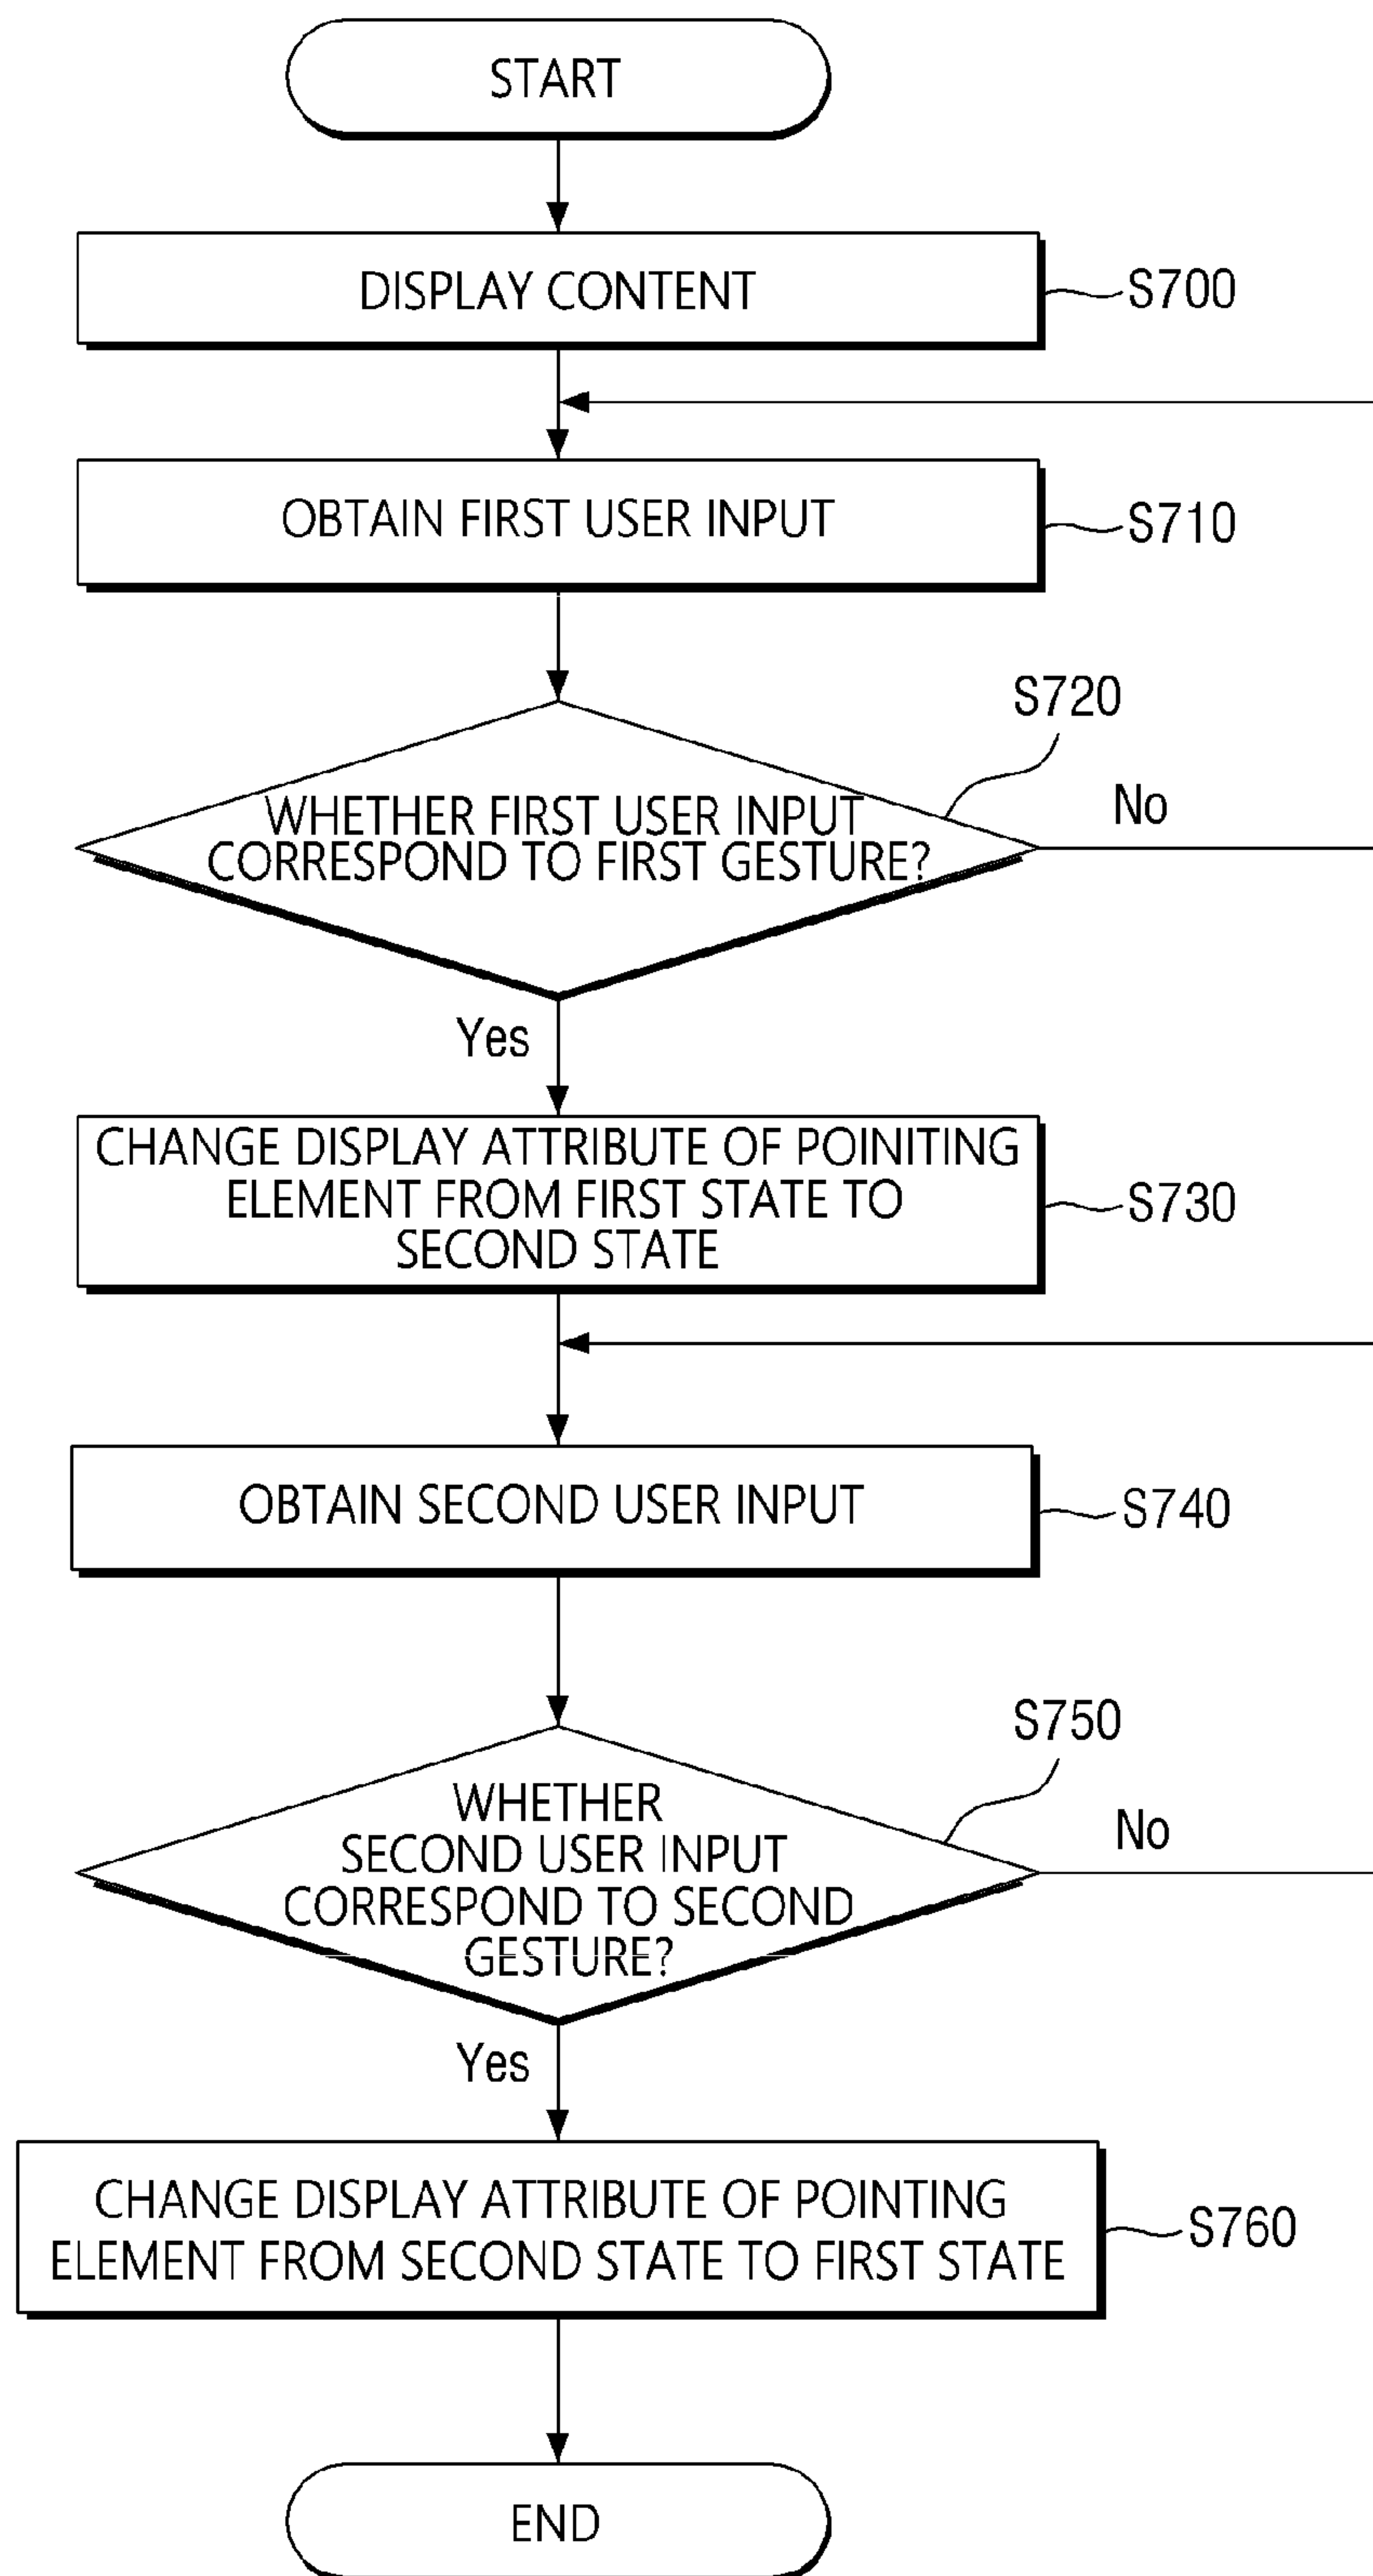 START
DISPLAY CONTENT
S700
OBTAIN FIRST USER INPUT
S710
S720
WHETHER FIRST USER INPUT
CORRESPOND TO FIRST GESTURE?
No
Yes
CHANGE DISPLAY ATTRIBUTE OF POINITING
ELEMENT FROM FIRST STATE TO
SECOND STATE
S730
OBTAIN SECOND USER INPUT
S740
S750
WHETHER
SECOND USER INPUT
CORRESPOND TO SECOND
GESTURE?
No
Yes
CHANGE DISPLAY ATTRIBUTE OF POINTING
ELEMENT FROM SECOND STATE TO FIRST STATE
S760
END